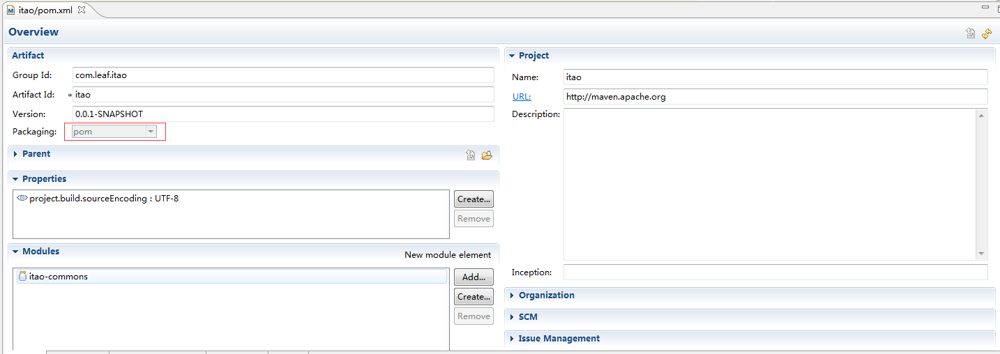 itao/pom.xml
Overview
Artifact
Group Id: com.leaf.itao
Artifact Id: * itao
Version: 0.0.1-SNAPSHOT
Packaging: pom
Parent
Properties
project.build.sourceEncoding : UTF-8
Create...
Remove
Modules
New module element
itao-commons
Add...
Create...
Remove
Project
Name: itao
URL: http://maven.apache.org
Description:
Inception:
Organization
SCM
Issue Management